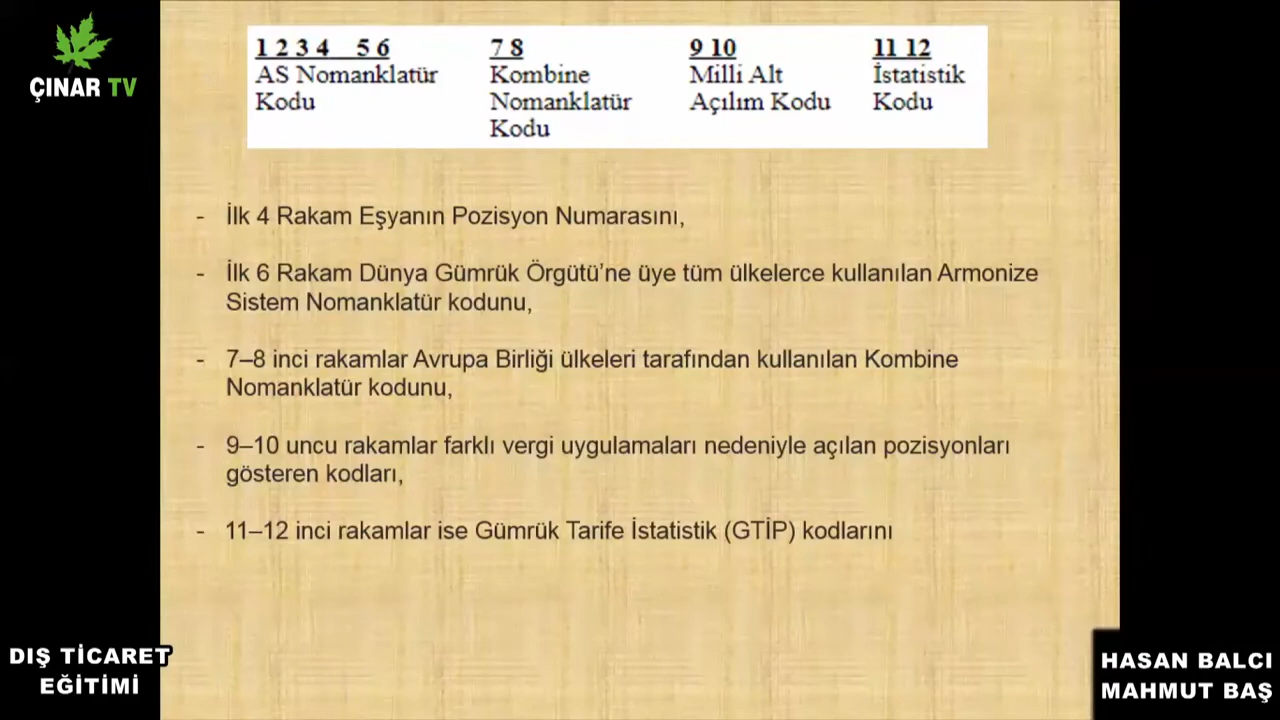 ÇINAR TV
1 2 3 4 5 6 7 8 9 10 11 12
AS Nomanklatür Kombine Milli Alt İstatistik
Kodu Nomanklatür Açılım Kodu Kodu
Kodu
- İlk 4 Rakam Eşyanın Pozisyon Numarasını,
- İlk 6 Rakam Dünya Gümrük Örgütü’ne üye tüm ülkelerce kullanılan Armonize
Sistem Nomanklatür kodunu,
- 7–8 inci rakamlar Avrupa Birliği ülkeleri tarafından kullanılan Kombine
Nomanklatür kodunu,
- 9–10 uncu rakamlar farklı vergi uygulamaları nedeniyle açılan pozisyonları
gösteren kodları,
- 11–12 inci rakamlar ise Gümrük Tarife İstatistik (GTİP) kodlarını
DIŞ TİCARET
EĞİTİMİ
HASAN BALCI
MAHMUT BAŞ